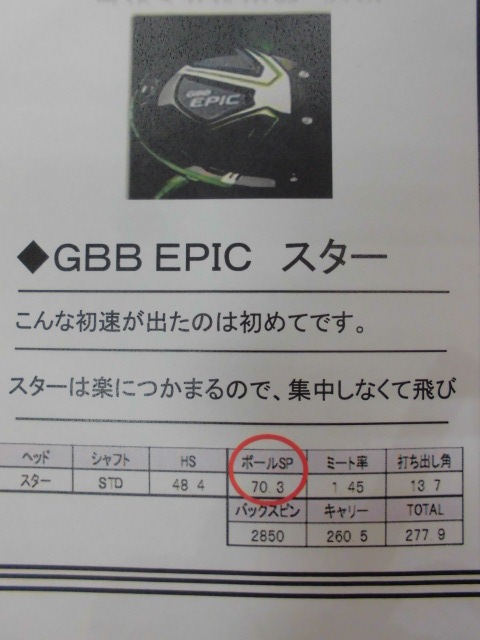 GBB
EPIC
◆GBB EPIC スター
こんな初速が出たのは初めてです。
スターは楽につかまるので、集中しなくて飛び
ヘッド シャフト HS ボールSP ミート率 打ち出し角
スター STD 48 4 70 3 1 45 13 7
バックスピン キャリー TOTAL
2850 260 5 277 9